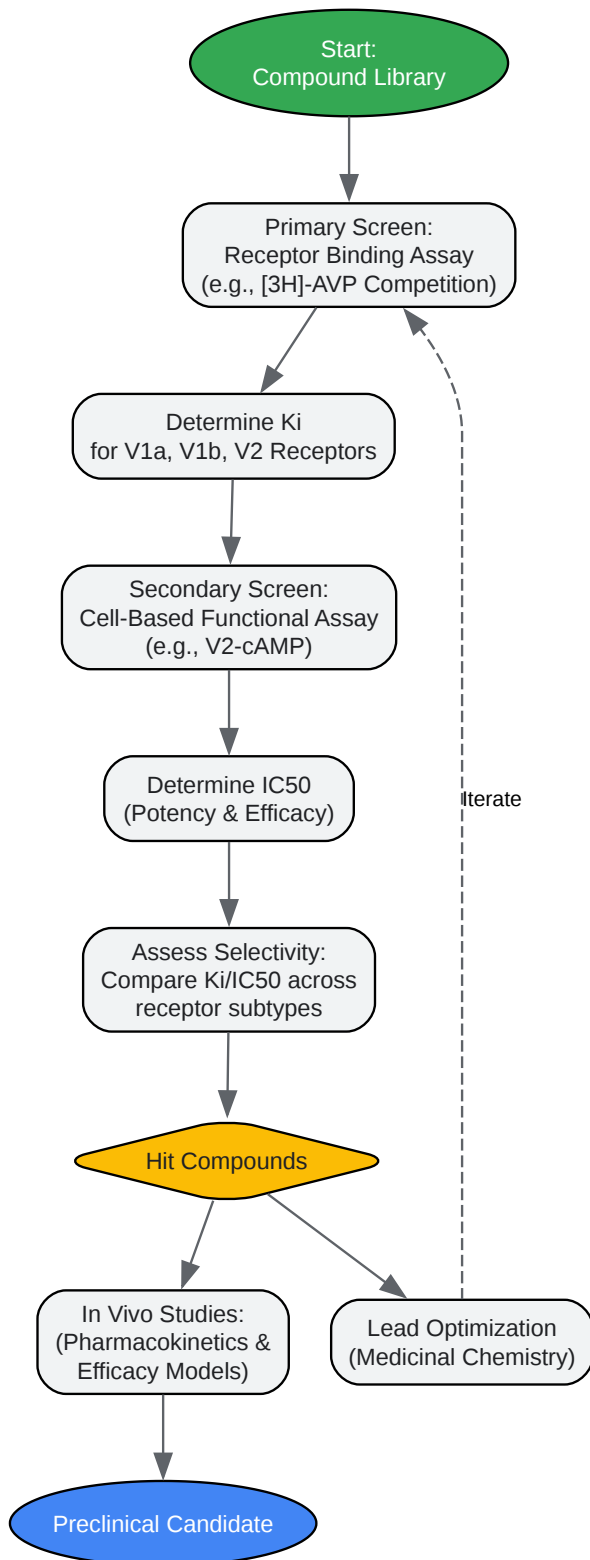 Start:
Compound Library
Primary Screen:
Receptor Binding Assay
(e.g., [3H]-AVP Competition)
Determine Ki
for V1a, V1b, V2 Receptors
Secondary Screen:
Cell-Based Functional Assay
(e.g., V2-cAMP)
Determine IC50
(Potency & Efficacy)
Iterate
Assess Selectivity:
Compare Ki/IC50 across
receptor subtypes
Hit Compounds
In Vivo Studies:
(Pharmacokinetics &
Efficacy Models)
Lead Optimization
(Medicinal Chemistry)
Preclinical Candidate